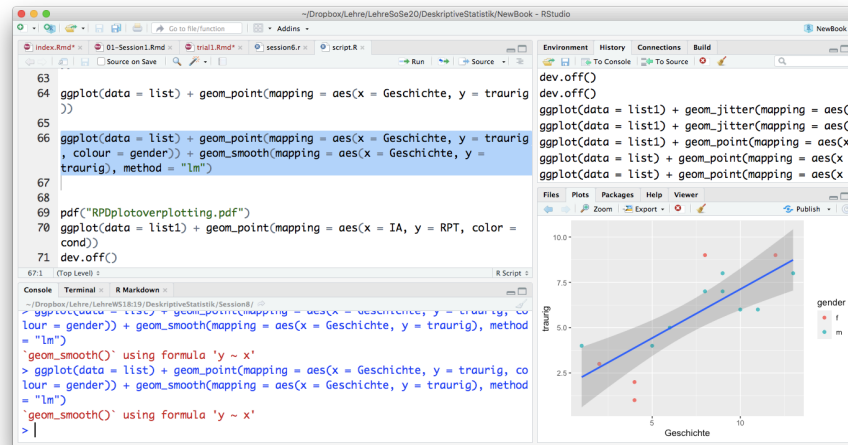 ~/Dropbox/Lehre/LehreSoSe20/DeskriptiveStatistik/NewBook - RStudio
Go to file/function
Addins
NewBook
index.Rmd*
01-Session1.Rmd
trial1.Rmd*
session6.r
script.R
Source on Save
Run
Source
63
64 ggplot(data = list) + geom_point(mapping = aes(x = Geschichte, y = traurig
))
65
66 ggplot(data = list) + geom_point(mapping = aes(x = Geschichte, y = traurig
, colour = gender)) + geom_smooth(mapping = aes(x = Geschichte, y =
traurig), method = "lm")
67
68
69 pdf("RPDplotoverplotting.pdf")
70 ggplot(data = list1) + geom_point(mapping = aes(x = IA, y = RPT, color =
cond))
71 dev.off()
67:1 (Top Level) R Script
Console Terminal R Markdown
~/Dropbox/Lehre/LehreWS18:19/DeskriptiveStatistik/Session8/
> ggplot(data = list) + geom_point(mapping = aes(x = Geschichte, y = traurig, co
lour = gender)) + geom_smooth(mapping = aes(x = Geschichte, y = traurig), method
= "lm")
`geom_smooth()` using formula 'y ~ x'
> ggplot(data = list) + geom_point(mapping = aes(x = Geschichte, y = traurig, co
lour = gender)) + geom_smooth(mapping = aes(x = Geschichte, y = traurig), method
= "lm")
`geom_smooth()` using formula 'y ~ x'
>
Environment History Connections Build
To Console To Source
dev.off()
dev.off()
ggplot(data = list1) + geom_jitter(mapping = aes(
ggplot(data = list1) + geom_jitter(mapping = aes(
ggplot(data = list1) + geom_point(mapping = aes(x
ggplot(data = list) + geom_point(mapping = aes(x
ggplot(data = list) + geom_point(mapping = aes(x
Files Plots Packages Help Viewer
Zoom Export Publish
10.0
7.5
5.0
2.5
traurig
5 10
Geschichte
gender
f
m